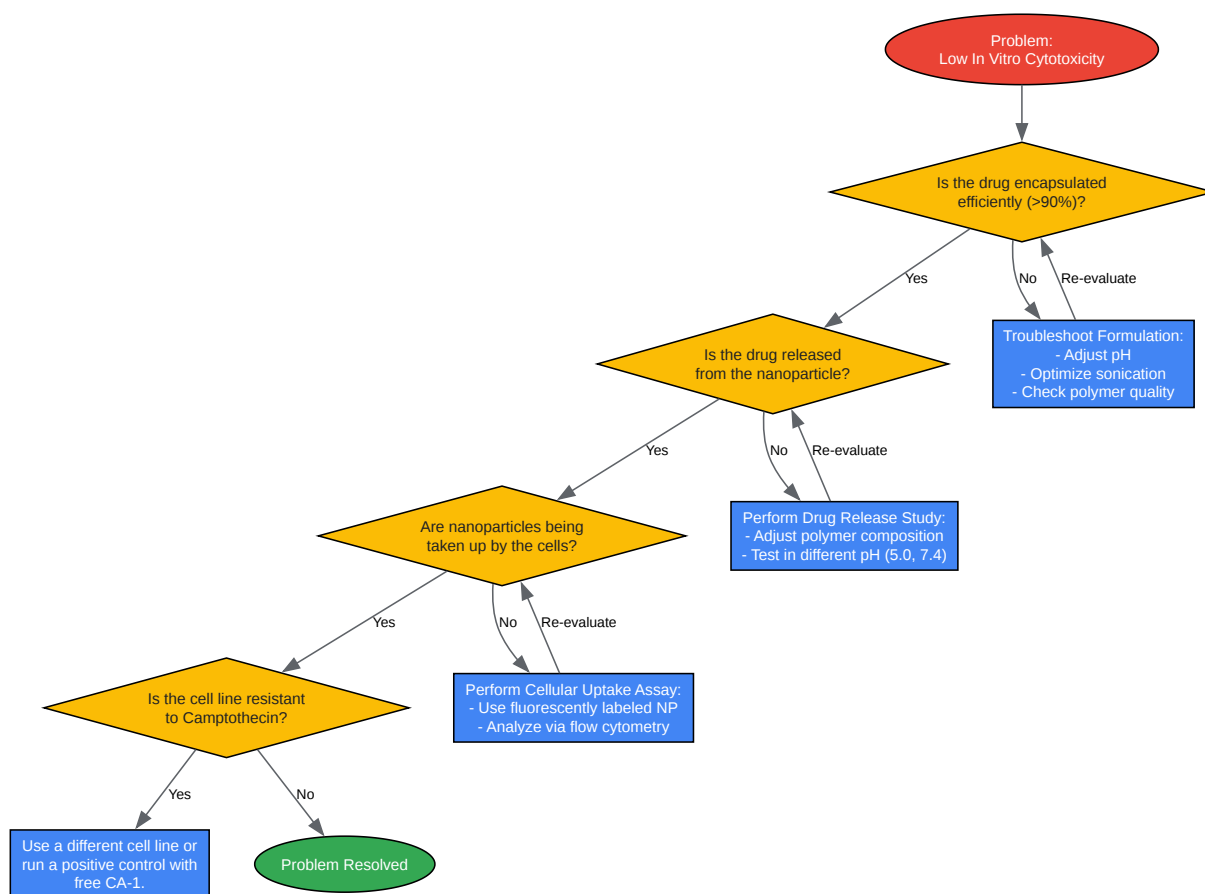 Problem:
Low In Vitro Cytotoxicity
Is the drug encapsulated
efficiently (>90%)?
Yes
No
Re-evaluate
Troubleshoot Formulation:
- Adjust pH
- Optimize sonication
- Check polymer quality
Is the drug released
from the nanoparticle?
Yes
No
Re-evaluate
Perform Drug Release Study:
- Adjust polymer composition
- Test in different pH (5.0, 7.4)
Are nanoparticles being
taken up by the cells?
Yes
No
Re-evaluate
Perform Cellular Uptake Assay:
- Use fluorescently labeled NP
- Analyze via flow cytometry
Is the cell line resistant
to Camptothecin?
Yes
No
Use a different cell line or
run a positive control with
free CA-1.
Problem Resolved